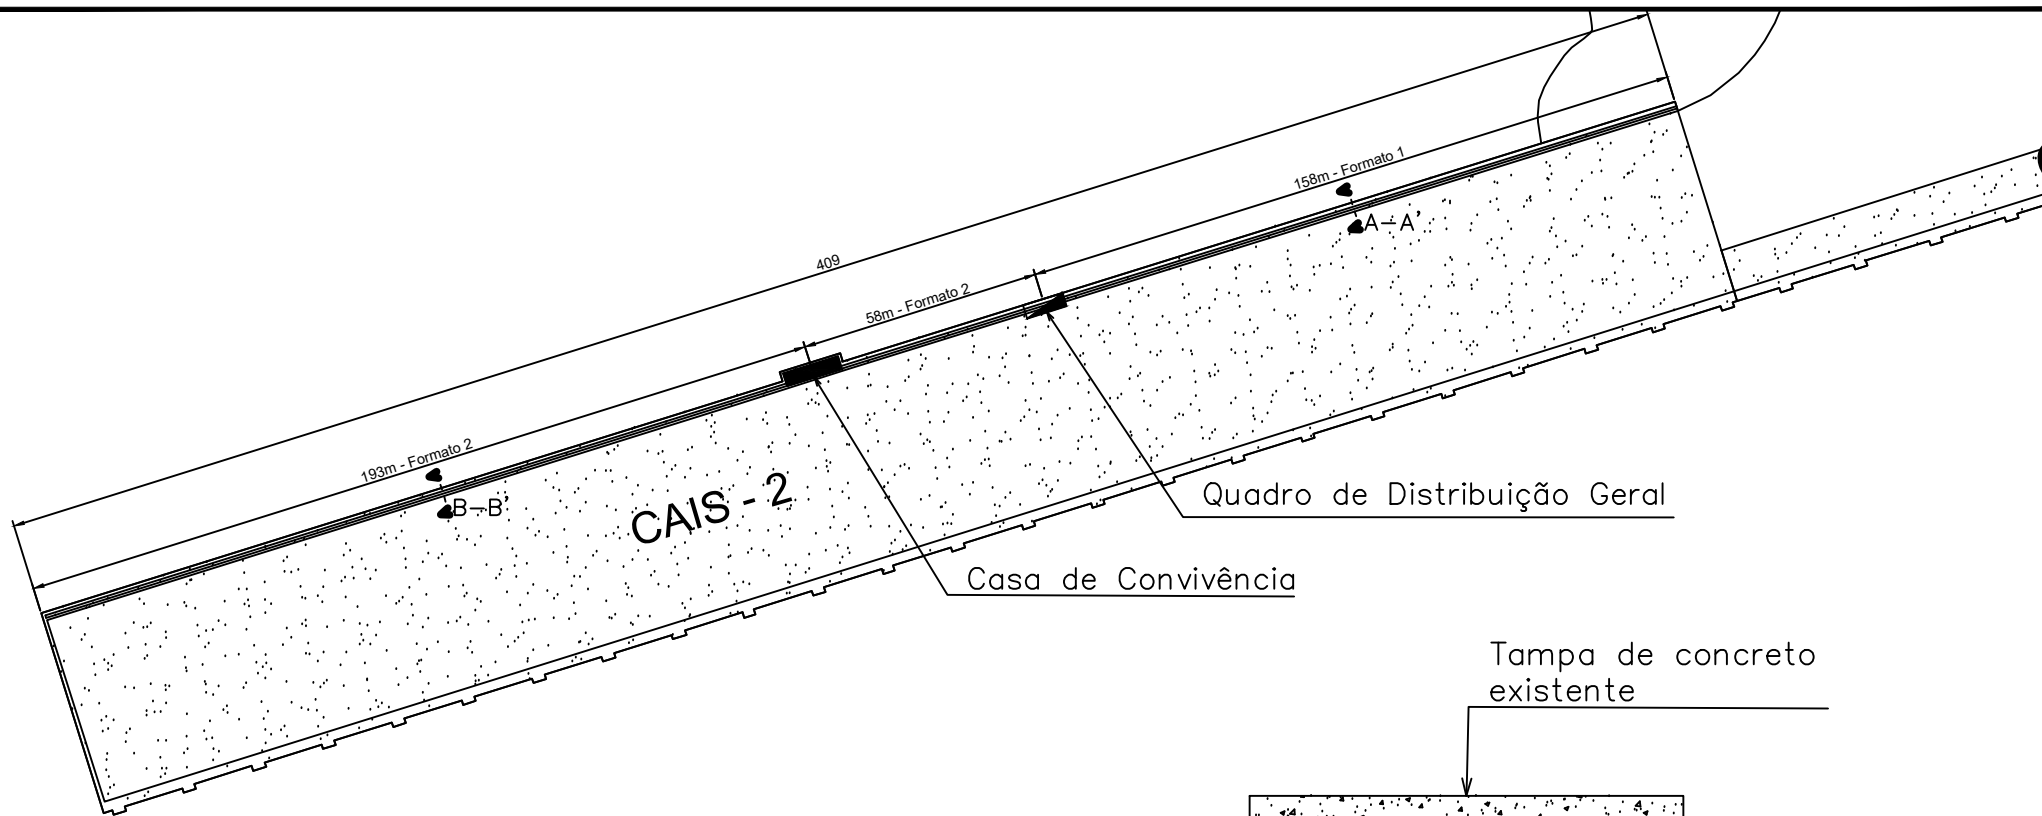 158m - Formato 1
A-A'
409
58m - Formato 2
193m - Formato 2
B-B'
CAIS - 2
Quadro de Distribuição Geral
Casa de Convivência
Tampa de concreto
existente